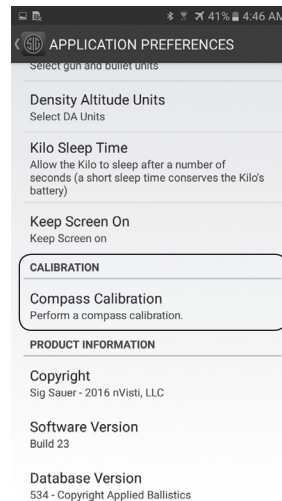 41% 4:46 AM
SIG APPLICATION PREFERENCES
Select gun and bullet units
Density Altitude Units
Select DA Units
Kilo Sleep Time
Allow the Kilo to sleep after a number of
seconds (a short sleep time conserves the Kilo's
battery)
Keep Screen On
Keep Screen on
CALIBRATION
Compass Calibration
Perform a compass calibration.
PRODUCT INFORMATION
Copyright
Sig Sauer - 2016 nVisti, LLC
Software Version
Build 23
Database Version
534 - Copyright Applied Ballistics